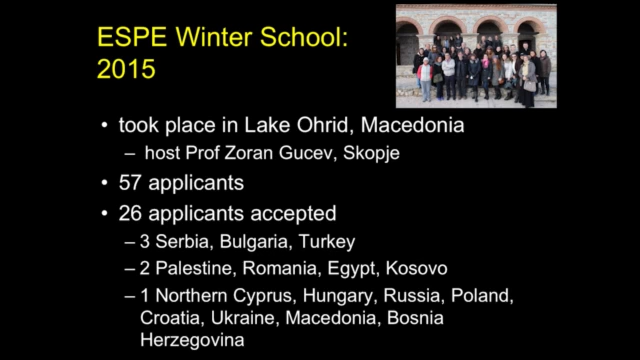 ESPE Winter School:
2015
• took place in Lake Ohrid, Macedonia
– host Prof Zoran Gucev, Skopje
• 57 applicants
• 26 applicants accepted
– 3 Serbia, Bulgaria, Turkey
– 2 Palestine, Romania, Egypt, Kosovo
– 1 Northern Cyprus, Hungary, Russia, Poland,
Croatia, Ukraine, Macedonia, Bosnia
Herzegovina